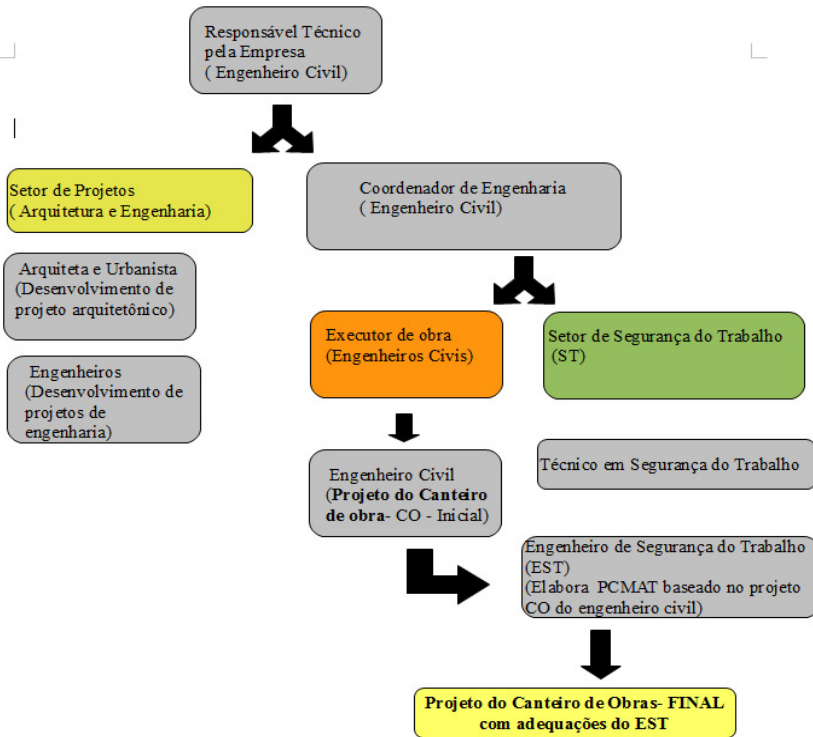 Responsável Técnico
pela Empresa
( Engenheiro Civil)
Setor de Projetos
( Arquitetura e Engenharia)
Coordenador de Engenharia
( Engenheiro Civil)
Arquiteta e Urbanista
(Desenvolvimento de
projeto arquitetônico)
Engenheiros
(Desenvolvimento de
projetos de
engenharia)
Executor de obra
(Engenheiros Civis)
Setor de Segurança do Trabalho
(ST)
Engenheiro Civil
(Projeto do Canteiro
de obra- CO - Inicial)
Técnico em Segurança do Trabalho
Engenheiro de Segurança do Trabalho
(EST)
(Elabora PCMAT baseado no projeto
CO do engenheiro civil)
Projeto do Canteiro de Obras- FINAL
com adequações do EST